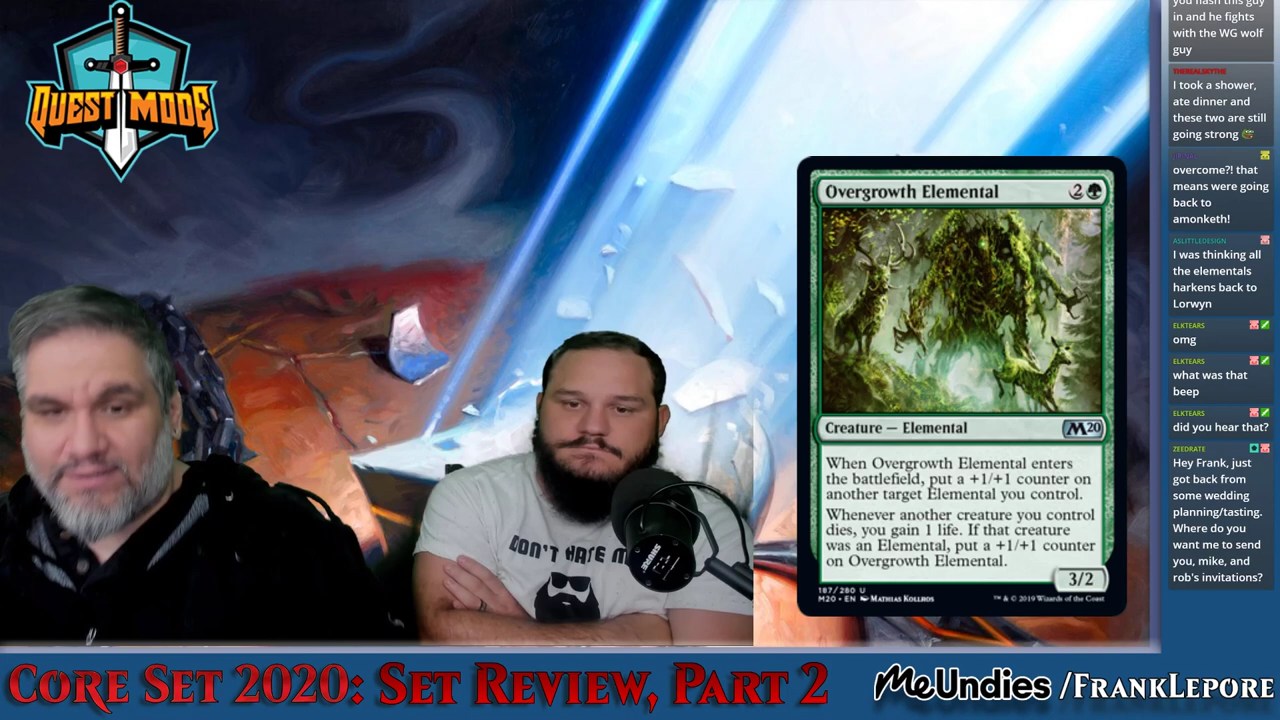 QUEST MODE
Overgrowth Elemental 2
Creature — Elemental M20
When Overgrowth Elemental enters
the battlefield, put a +1/+1 counter on
another target Elemental you control.
Whenever another creature you control
dies, you gain 1 life. If that creature
was an Elemental, put a +1/+1 counter
on Overgrowth Elemental.
3/2
187/280 U
M20 • EN Mathias Kollros
™ & © 2019 Wizards of the Coast
DON'T HATE M
SHURE
you flash this guy
in and he fights
with the WG wolf
guy
THEREALSKYTHE
I took a shower,
ate dinner and
these two are still
going strong
overcome?! that
means were going
back to
amonketh!
ASLITTLEDESIGN
I was thinking all
the elementals
harkens back to
Lorwyn
ELKTEARS
omg
ELKTEARS
what was that
beep
ELKTEARS
did you hear that?
ZEEDRATE
Hey Frank, just
got back from
some wedding
planning/tasting.
Where do you
want me to send
you, mike, and
rob's invitations?
Core Set 2020: Set Review, Part 2
MeUndies /FrankLepore